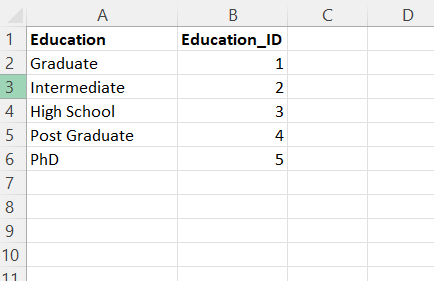 A B C D
1 Education Education_ID
2 Graduate 1
3 Intermediate 2
4 High School 3
5 Post Graduate 4
6 PhD 5
7
8
9
10
11